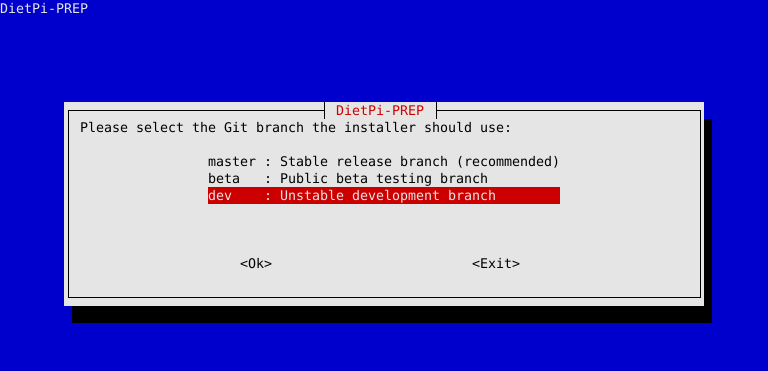 DietPi-PREP
DietPi-PREP
Please select the Git branch the installer should use:
master : Stable release branch (recommended)
beta   : Public beta testing branch
dev    : Unstable development branch
<Ok>                         <Exit>